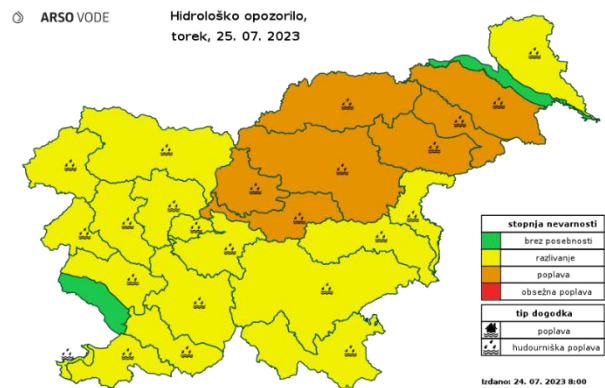 ARSO VODE
Hidrološko opozorilo,
torek, 25. 07. 2023
stopnja nevarnosti
brez posebnosti
razlivanje
poplava
obsežna poplava
tip dogodka
poplava
hudourniška poplava
Izdano: 24. 07. 2023 8:00